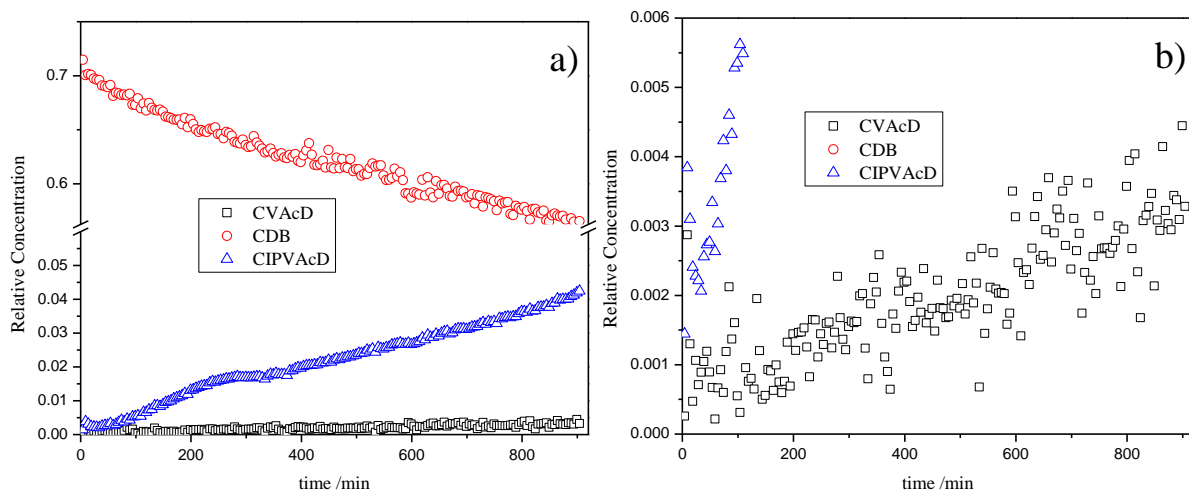 a)
0.7
0.6
0.05
0.04
0.03
0.02
0.01
0.00
Relative Concentration
CVAcD
CDB
CIPVAcD
0
200
400
600
800
time /min
b)
0.006
0.005
0.004
0.003
0.002
0.001
0.000
Relative Concentration
CVAcD
CDB
CIPVAcD
0
200
400
600
800
time /min